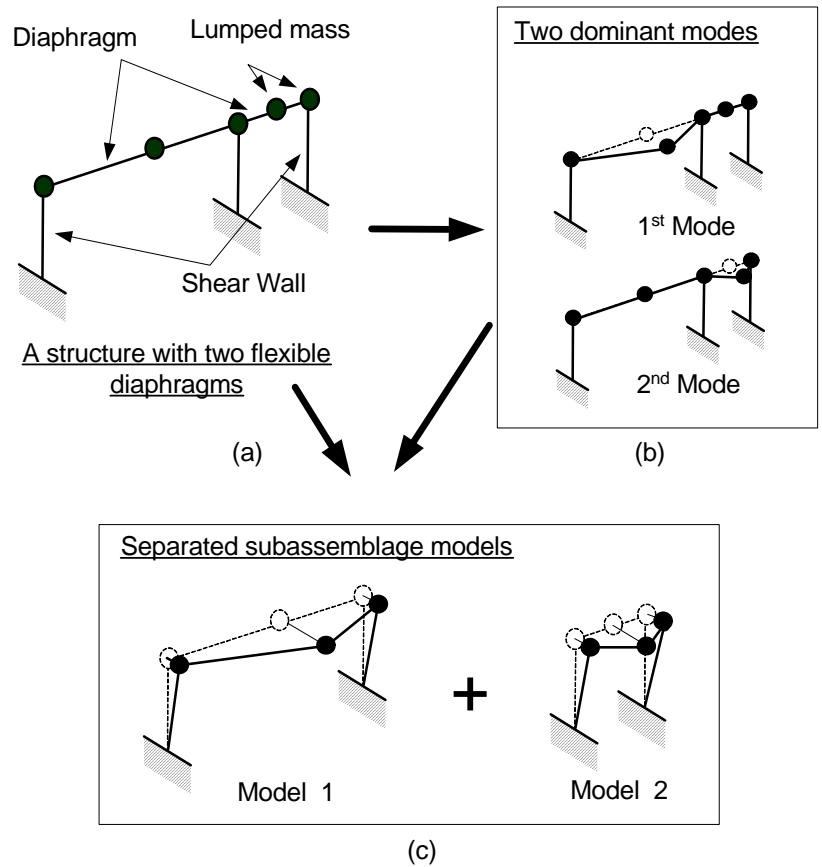 Diaphragm
Lumped mass
Shear Wall
A structure with two flexible
diaphragms
(a)
Two dominant modes
1st Mode
2nd Mode
(b)
Separated subassemblage models
+
Model 1
Model 2
(c)